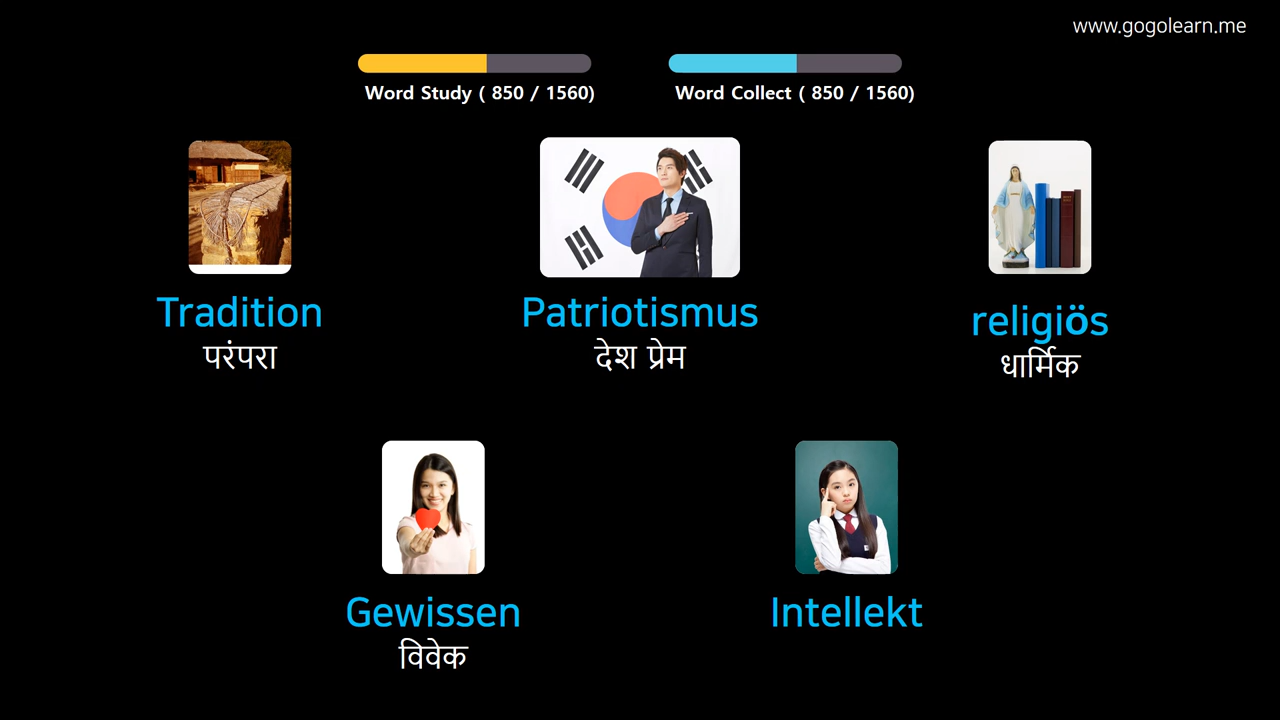 www.gogolearn.me
Word Study ( 850 / 1560)
Word Collect ( 850 / 1560)
Tradition
परंपरा
Patriotismus
देश प्रेम
religiös
धार्मिक
Gewissen
विवेक
Intellekt